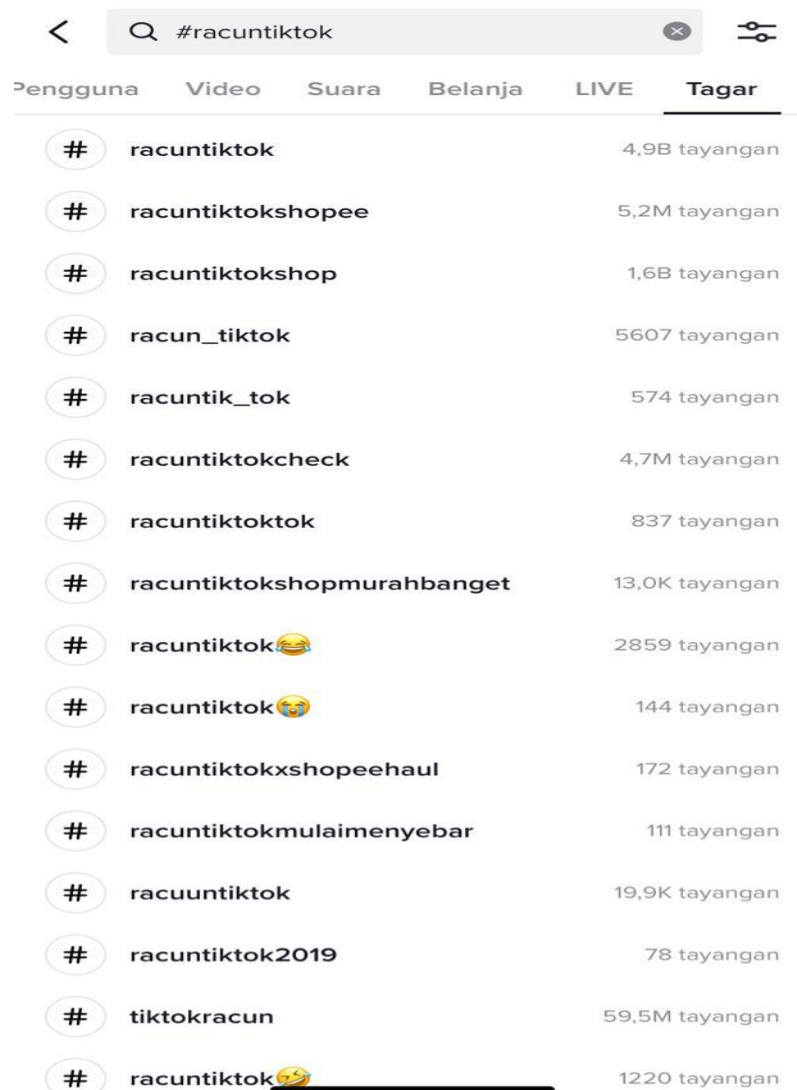 #racuntiktok
Pengguna Video Suara Belanja LIVE Tagar
# racuntiktok 4,9B tayangan
# racuntiktokshopee 5,2M tayangan
# racuntiktokshop 1,6B tayangan
# racun_tiktok 5607 tayangan
# racuntik_tok 574 tayangan
# racuntiktokcheck 4,7M tayangan
# racuntiktoktok 837 tayangan
# racuntiktokshopmurahbanget 13,0K tayangan
# racuntiktok😂 2859 tayangan
# racuntiktok😭 144 tayangan
# racuntiktokxshopeehaul 172 tayangan
# racuntiktokmulaimenyebar 111 tayangan
# racuuntiktok 19,9K tayangan
# racuntiktok2019 78 tayangan
# tiktokracun 59,5M tayangan
# racuntiktok🤣 1220 tayangan